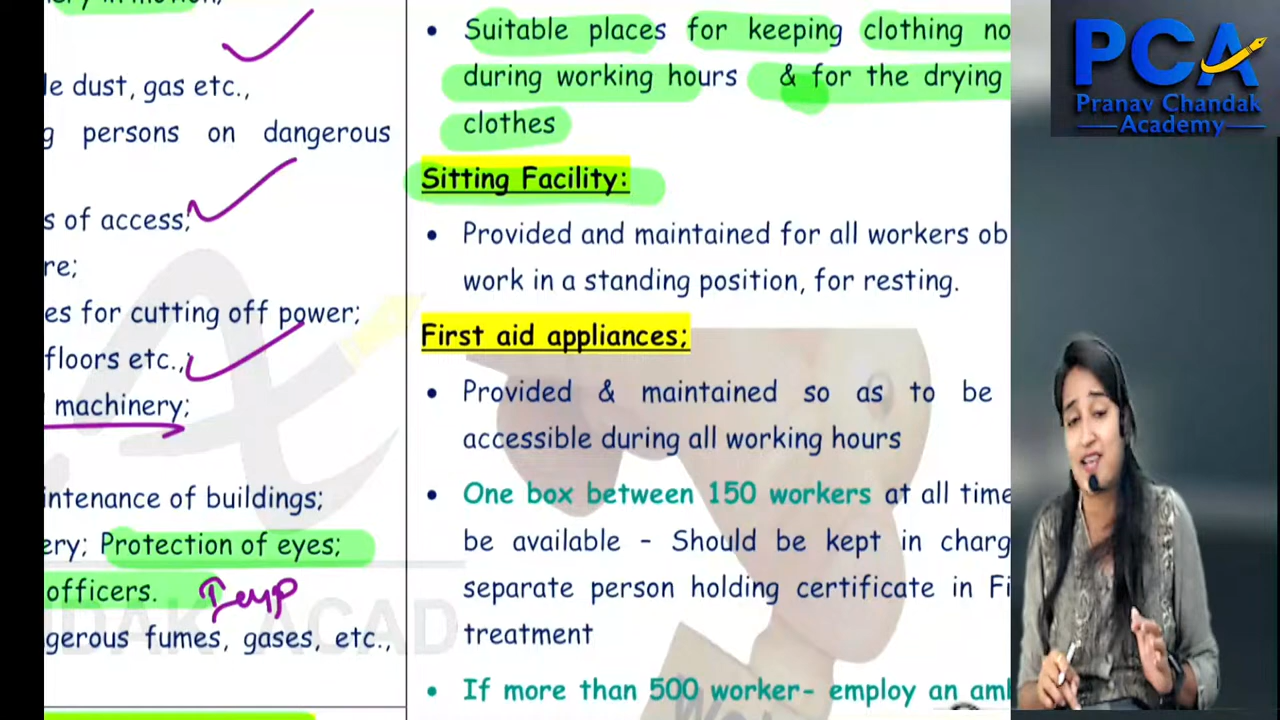 ery in motion;
le dust, gas etc.,
g persons on dangerous
s of access;
re;
es for cutting off power;
floors etc.,
machinery;
intenance of buildings;
ery; Protection of eyes;
officers. Imp
gerous fumes, gases, etc.,
Suitable places for keeping clothing no
during working hours & for the drying
clothes
Sitting Facility:
Provided and maintained for all workers ob
work in a standing position, for resting.
First aid appliances;
Provided & maintained so as to be
accessible during all working hours
One box between 150 workers at all time
be available – Should be kept in charg
separate person holding certificate in Fi
treatment
If more than 500 worker- employ an am
PCA
Pranav Chandak
Academy